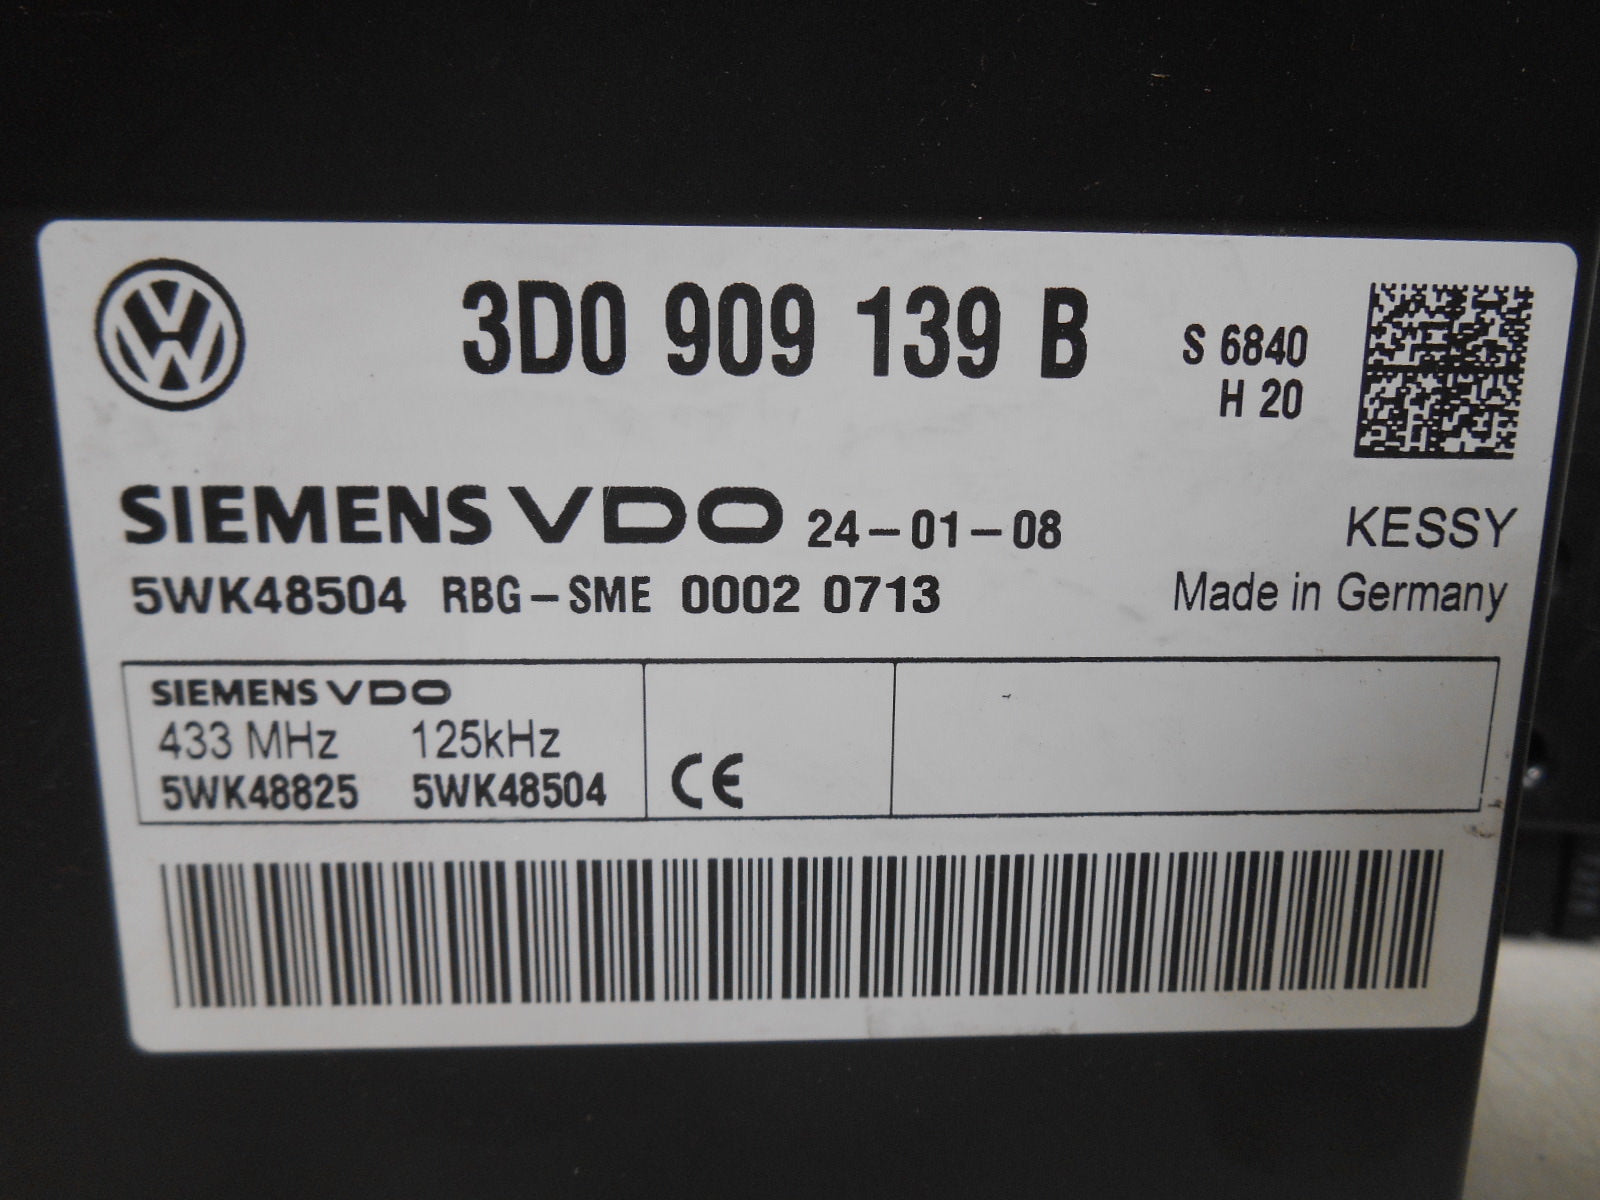 3D0 909 139 B
S 6840
H 20
SIEMENS VDO 24-01-08
KESSY
5WK48504 RBG-SME 0002 0713
Made in Germany
SIEMENS VDO
433 MHz 125kHz
5WK48825 5WK48504
CE